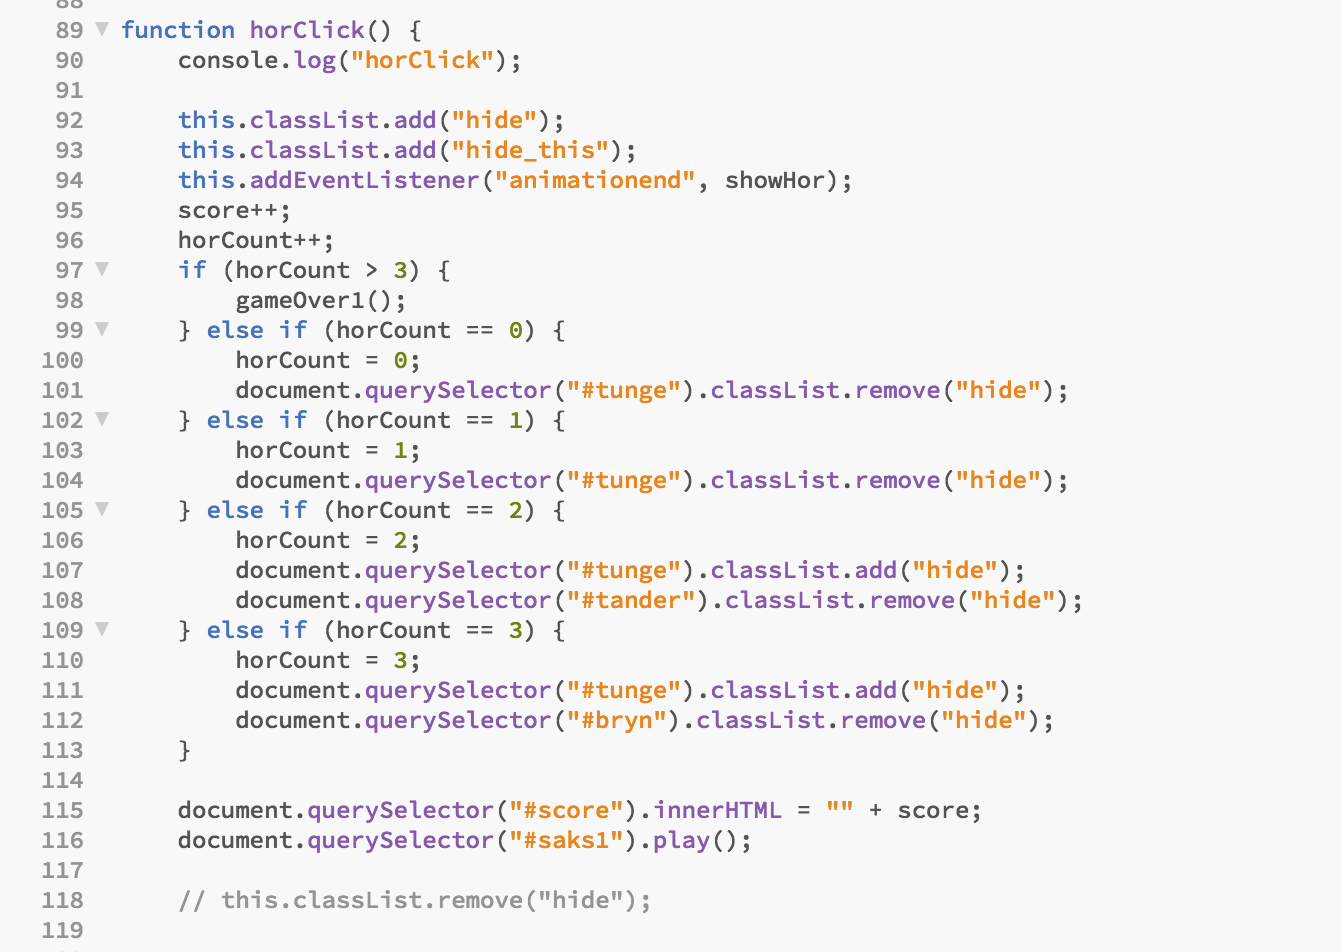 88
89 ▼ function horClick() {
90 console.log("horClick");
91
92 this.classList.add("hide");
93 this.classList.add("hide_this");
94 this.addEventListener("animationend", showHor);
95 score++;
96 horCount++;
97 ▼ if (horCount > 3) {
98 gameOver1();
99 ▼ } else if (horCount == 0) {
100 horCount = 0;
101 document.querySelector("#tunge").classList.remove("hide");
102 ▼ } else if (horCount == 1) {
103 horCount = 1;
104 document.querySelector("#tunge").classList.remove("hide");
105 ▼ } else if (horCount == 2) {
106 horCount = 2;
107 document.querySelector("#tunge").classList.add("hide");
108 document.querySelector("#tander").classList.remove("hide");
109 ▼ } else if (horCount == 3) {
110 horCount = 3;
111 document.querySelector("#tunge").classList.add("hide");
112 document.querySelector("#bryn").classList.remove("hide");
113 }
114
115 document.querySelector("#score").innerHTML = "" + score;
116 document.querySelector("#saks1").play();
117
118 // this.classList.remove("hide");
119